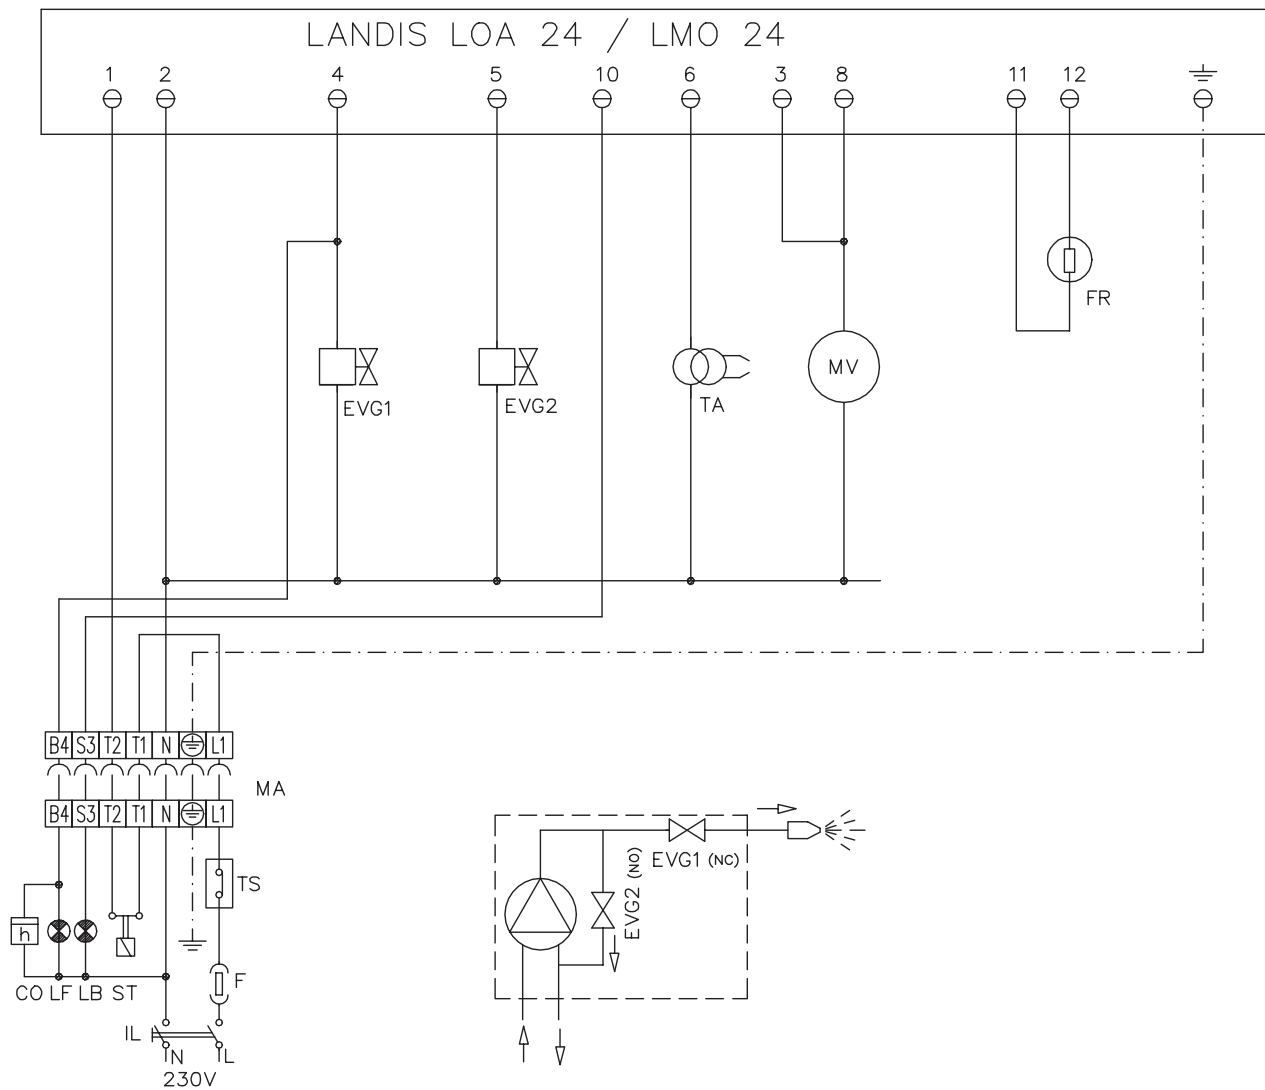 LANDIS LOA 24 / LMO 24
1 2 4 5 10 6 3 8 11 12
FR
MV
EVG1 EVG2 TA
B4 S3 T2 T1 N L1
MA
B4 S3 T2 T1 N L1
EVG1 (NC)
EVG2 (NO)
TS
h
F
CO LF LB ST
IL
N L
230V